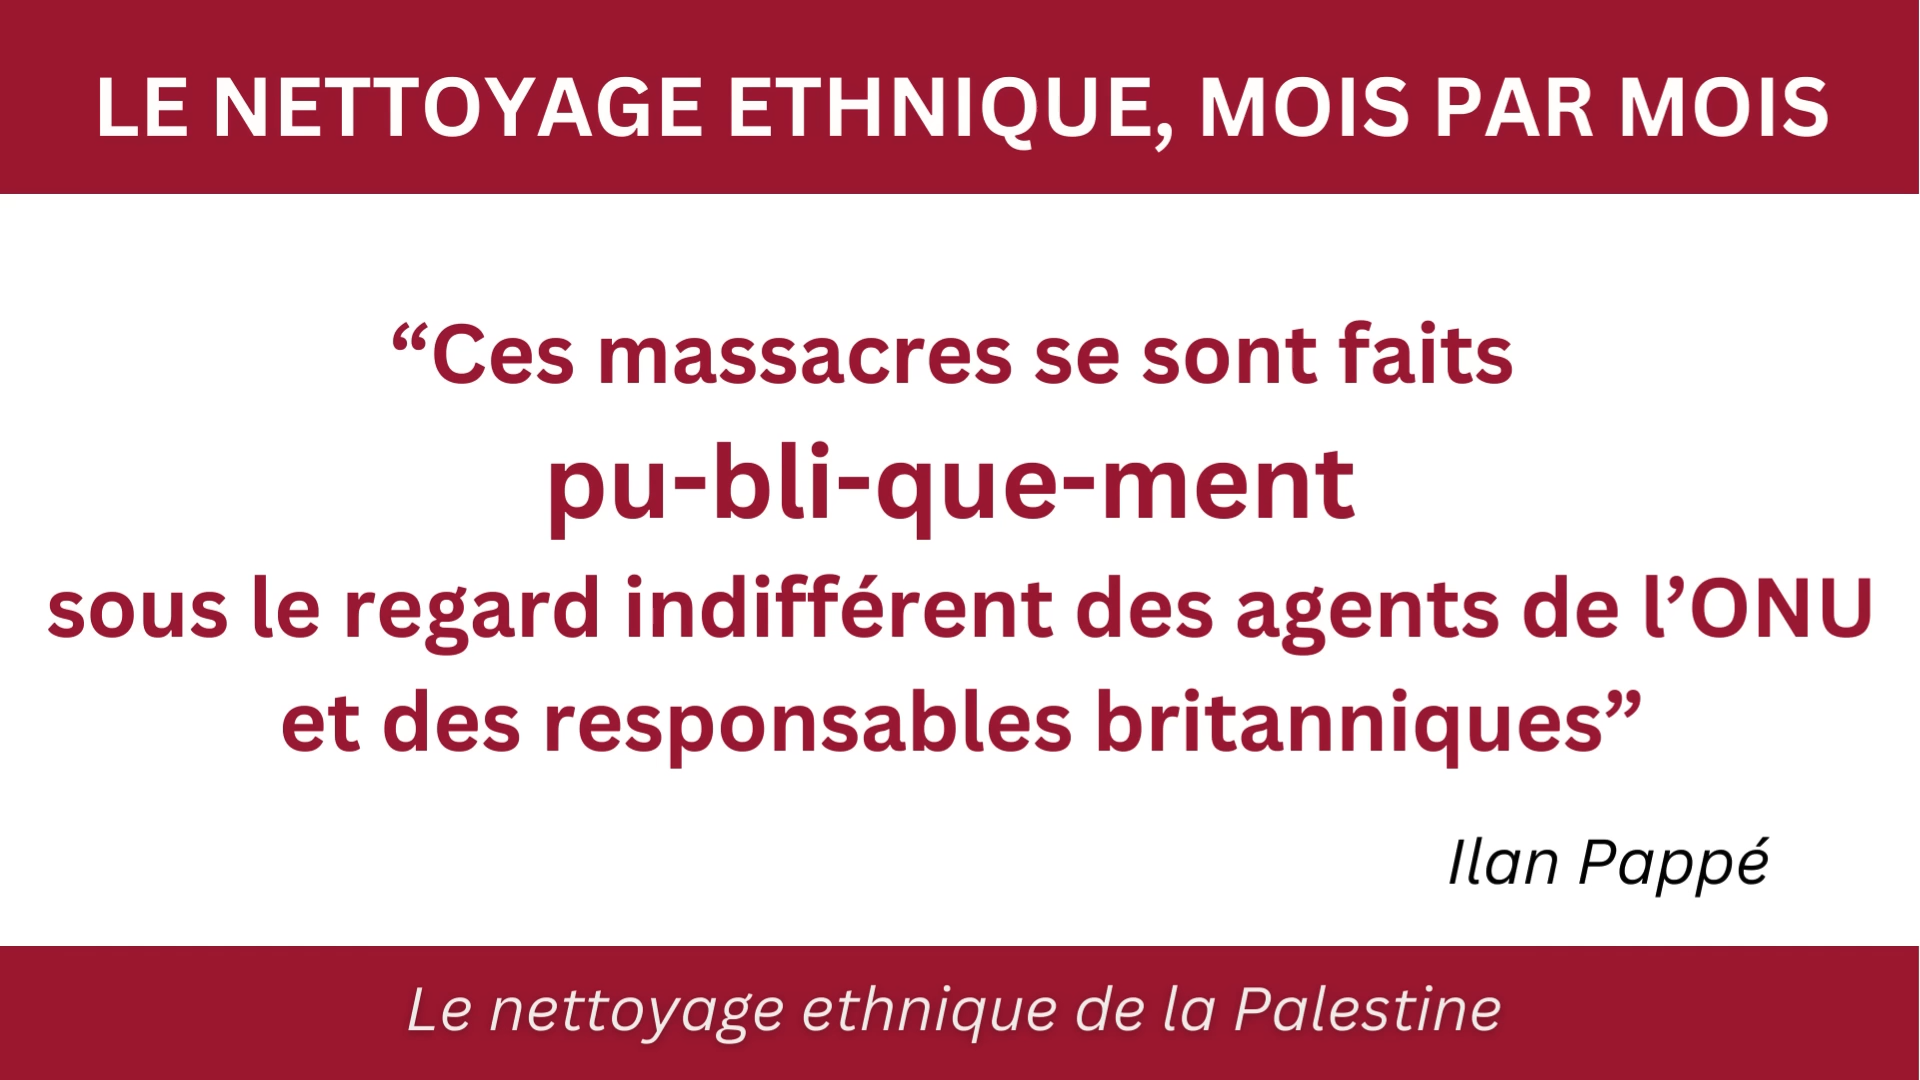 LE NETTOYAGE ETHNIQUE, MOIS PAR MOIS
“Ces massacres se sont faits
pu-bli-que-ment
sous le regard indifférent des agents de l’ONU
et des responsables britanniques”
Ilan Pappé
Le nettoyage ethnique de la Palestine